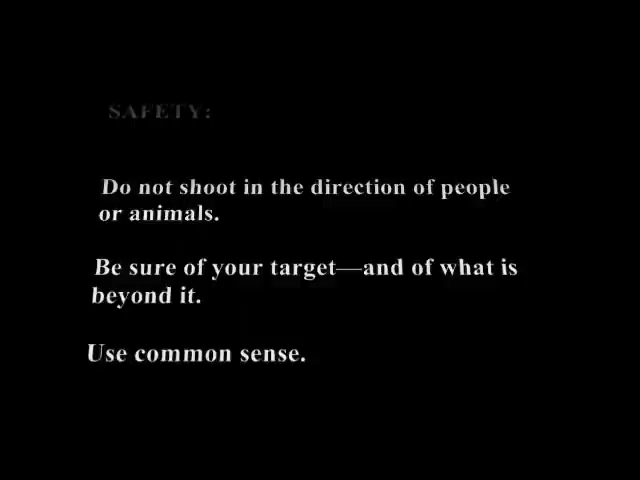 SAFETY:
Do not shoot in the direction of people
or animals.
Be sure of your target—and of what is
beyond it.
Use common sense.